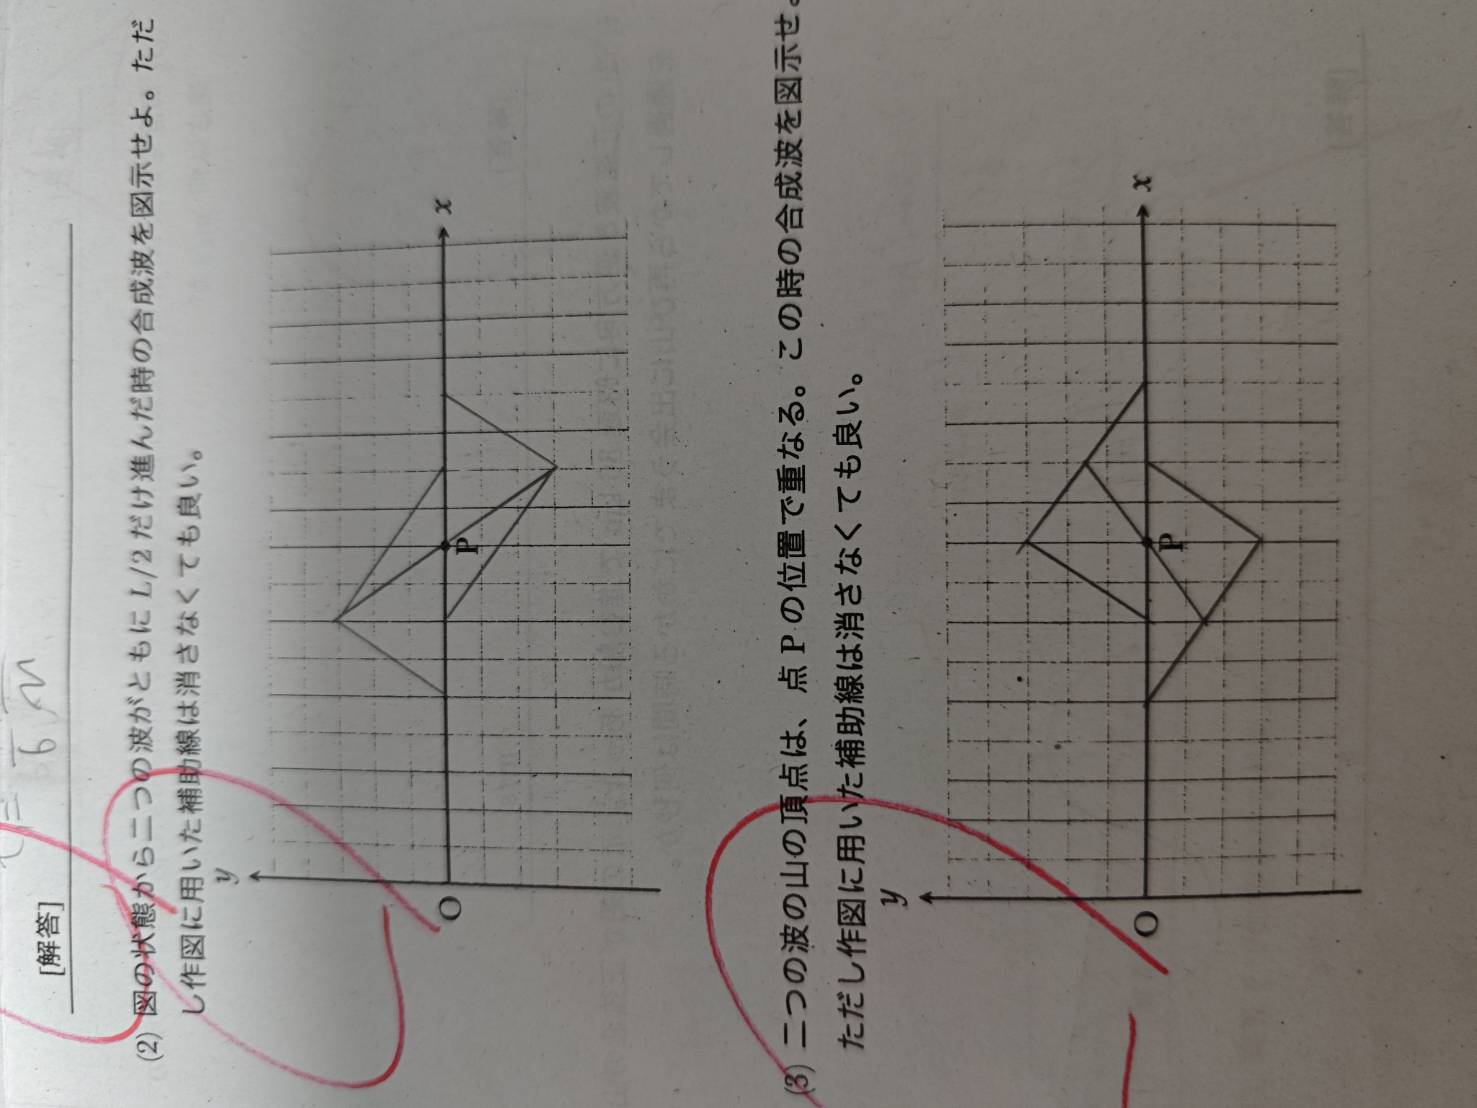 [解答]
(2) 図の状態から二つの波がともに L/2 だけ進んだ時の合成波を図示せよ。ただ
し作図に用いた補助線は消さなくても良い。
y
O
P
x
(3) 二つの波の山の頂点は、点 P の位置で重なる。この時の合成波を図示せよ。
ただし作図に用いた補助線は消さなくても良い。
y
O
P
x